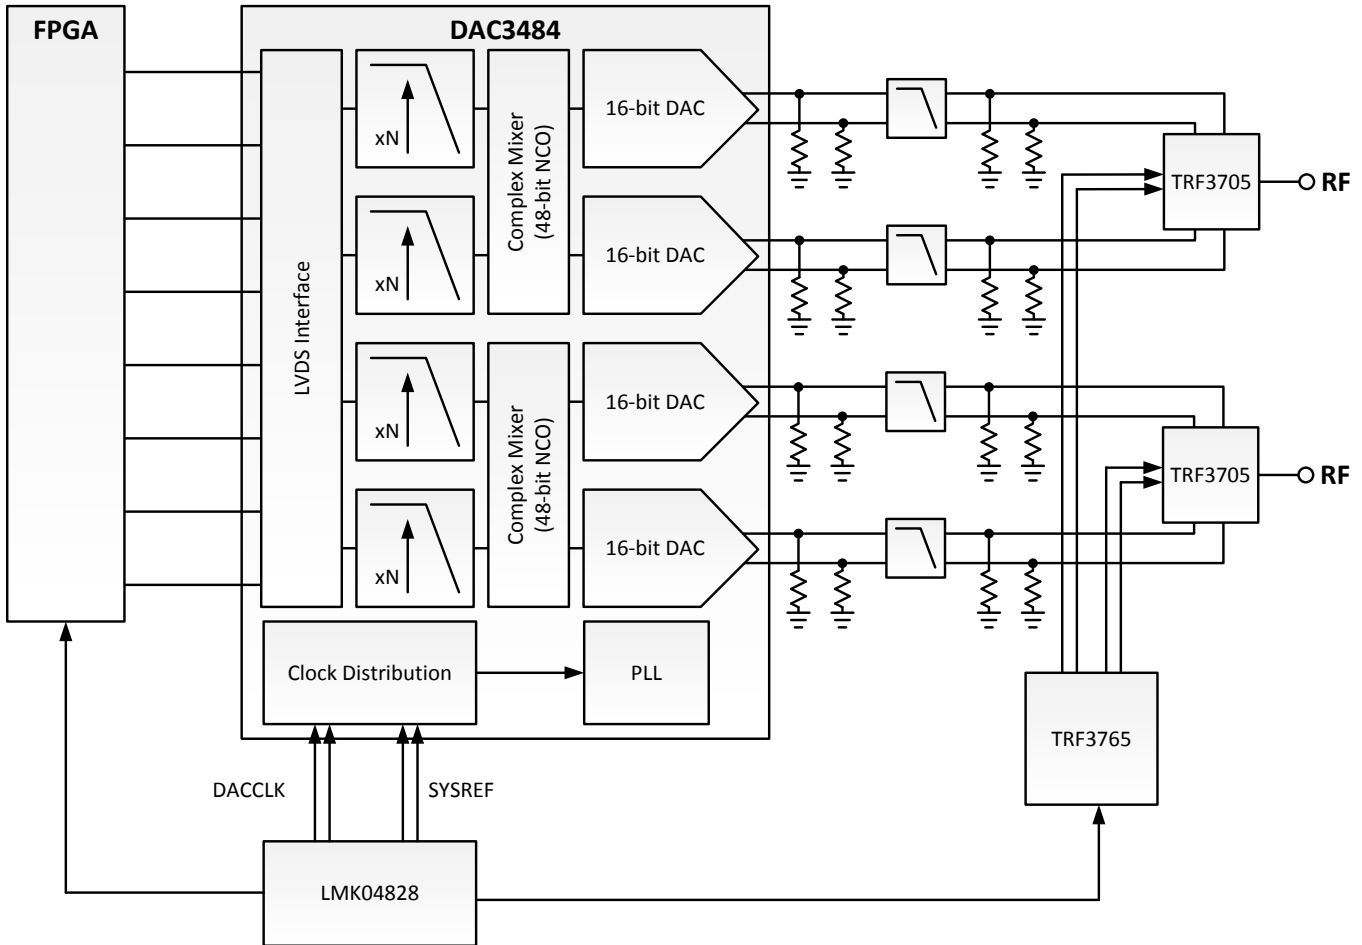 FPGA
DAC3484
LVDS Interface
xN
Complex Mixer
(48-bit NCO)
16-bit DAC
xN
16-bit DAC
TRF3705
RF
xN
Complex Mixer
(48-bit NCO)
16-bit DAC
xN
16-bit DAC
TRF3705
RF
Clock Distribution
PLL
TRF3765
DACCLK
SYSREF
LMK04828